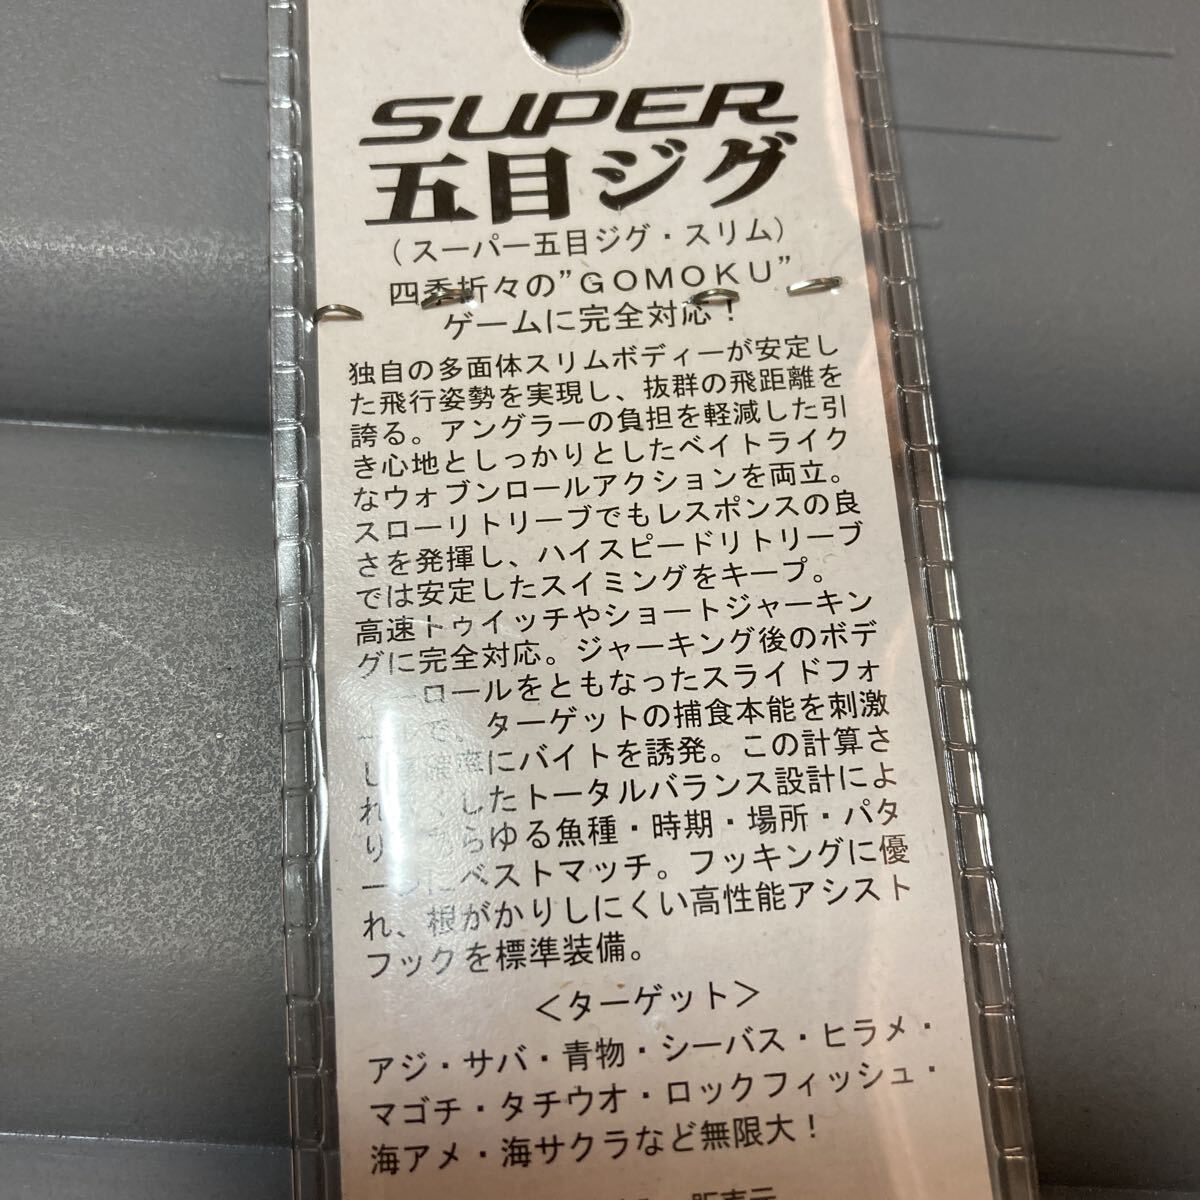 SUPER
五目ジグ
(スーパー五目ジグ・スリム)
四季折々の”GOMOKU”
ゲームに完全対応！
独自の多面体スリムボディーが安定し
た飛行姿勢を実現し、抜群の飛距離を
誇る。アングラーの負担を軽減した引
き心地としっかりとしたベイトライク
なウォブンロールアクションを両立。
スローリトリーブでもレスポンスの良
さを発揮し、ハイスピードリトリーブ
では安定したスイミングをキープ。
高速トゥイッチやショートジャーキン
グに完全対応。ジャーキング後のボデ
ーロールをともなったスライドフォ
ールで、ターゲットの捕食本能を刺激
し確率にバイトを誘発。この計算さ
れしたトータルバランス設計によ
りらゆる魚種・時期・場所・パタ
ーンにベストマッチ。フッキングに優
れ、根がかりしにくい高性能アシスト
フックを標準装備。
＜ターゲット＞
アジ・サバ・青物・シーバス・ヒラメ・
マゴチ・タチウオ・ロックフィッシュ・
海アメ・海サクラなど無限大！
販売元